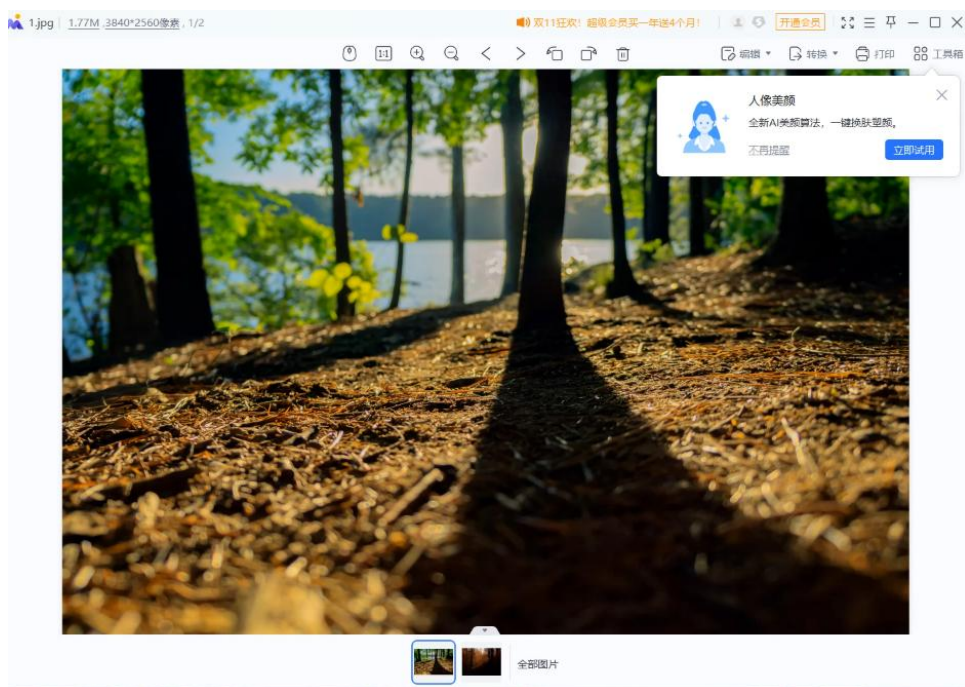 1.jpg 1.77M ,3840*2560像素 , 1/2 双11狂欢！超级会员买一年送4个月！ 开通会员
1:1 编辑 转换 打印 工具箱
人像美颜
全新AI美颜算法，一键换肤塑颜。
不再提醒 立即试用
全部图片